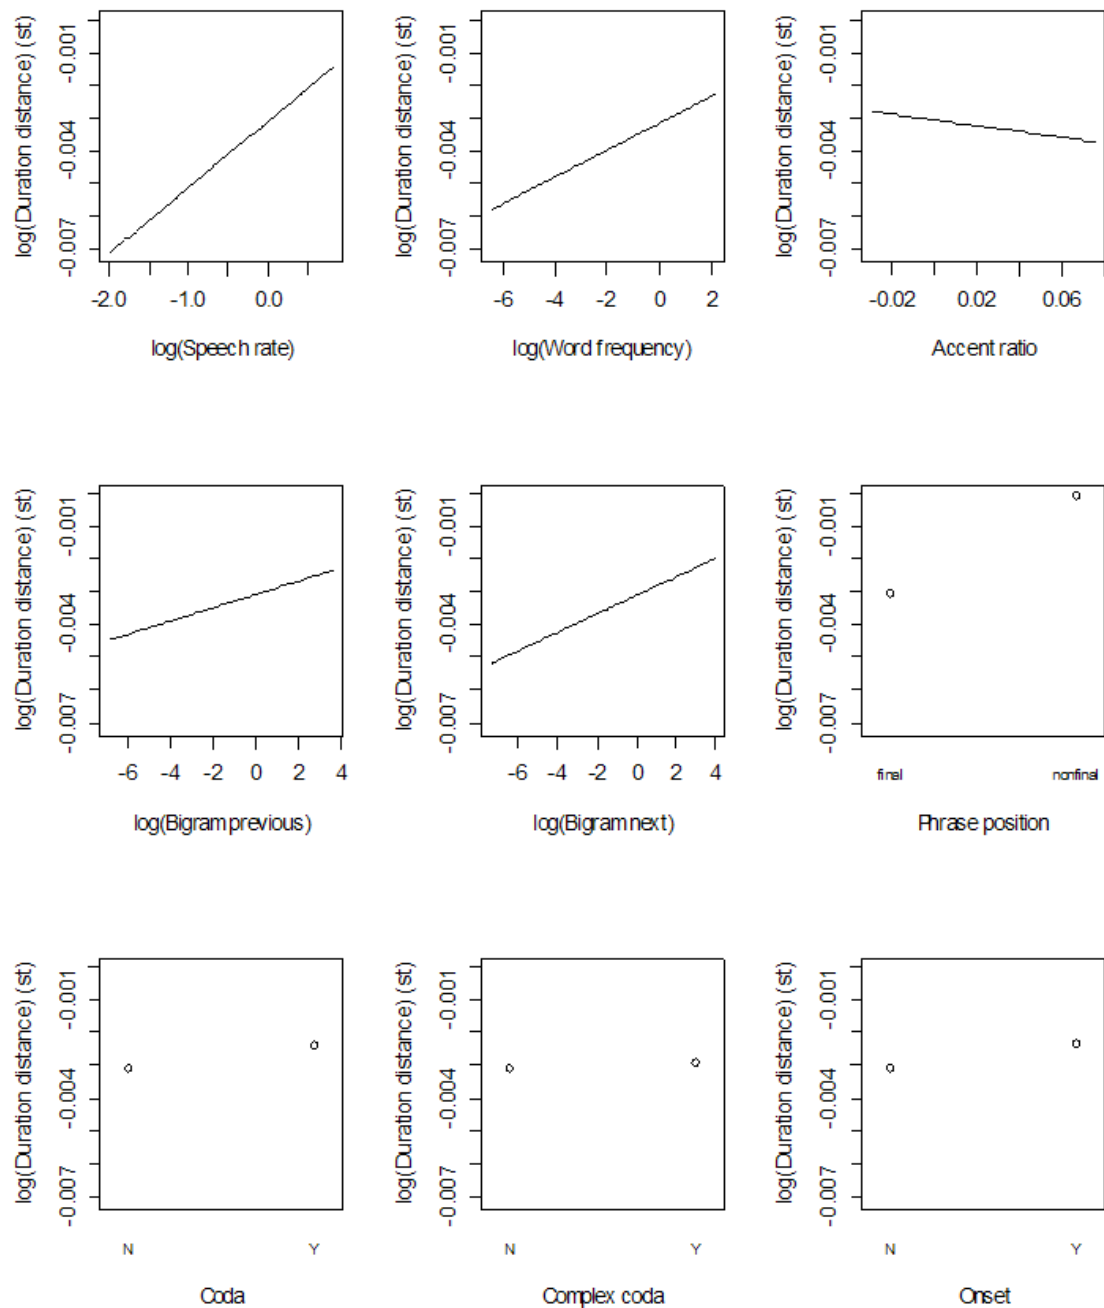 log(Duration distance) (st)
-0.001
-0.004
-0.007
-2.0 -1.0 0.0
log(Speech rate)
log(Duration distance) (st)
-0.001
-0.004
-0.007
-6 -4 -2 0 2
log(Word frequency)
log(Duration distance) (st)
-0.001
-0.004
-0.007
-0.02 0.02 0.06
Accent ratio
log(Duration distance) (st)
-0.001
-0.004
-0.007
-6 -4 -2 0 2 4
log(Bigram previous)
log(Duration distance) (st)
-0.001
-0.004
-0.007
-6 -4 -2 0 2 4
log(Bigram next)
log(Duration distance) (st)
-0.001
-0.004
-0.007
final nonfinal
Phrase position
log(Duration distance) (st)
-0.001
-0.004
-0.007
N Y
Coda
log(Duration distance) (st)
-0.001
-0.004
-0.007
N Y
Complex coda
log(Duration distance) (st)
-0.001
-0.004
-0.007
N Y
Onset